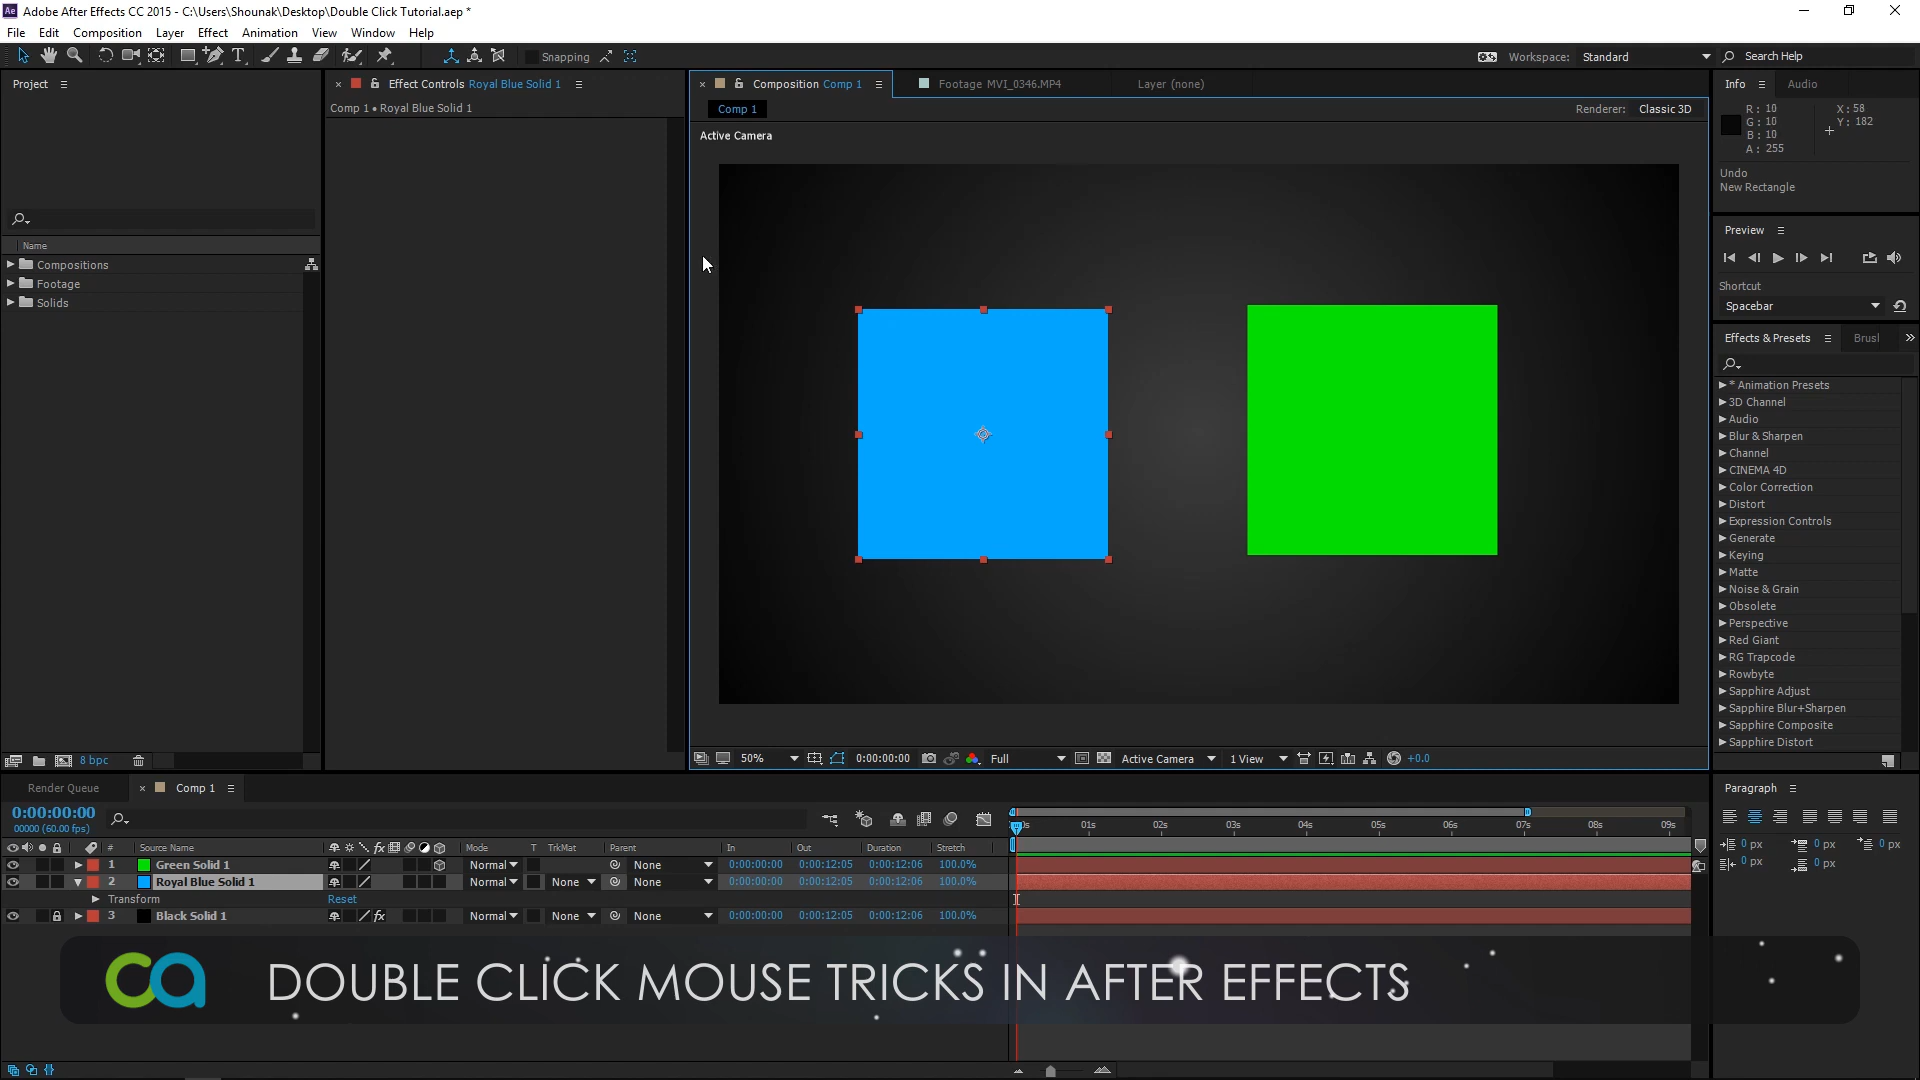 Adobe After Effects CC 2015 - C:\Users\Shounak\Desktop\Double Click Tutorial.aep *
File Edit Composition Layer Effect Animation View Window Help
Snapping
Workspace: Standard
Search Help
Project
Effect Controls Royal Blue Solid 1
Composition Comp 1
Footage MVI_0346.MP4
Layer (none)
Info
Audio
Comp 1 • Royal Blue Solid 1
Comp 1
Renderer: Classic 3D
Active Camera
R: 10
G: 10
B: 10
A: 255
X: 58
Y: 182
Undo
New Rectangle
Preview
Shortcut
Spacebar
Name
Compositions
Footage
Solids
Effects & Presets
Brusl
* Animation Presets
3D Channel
Audio
Blur & Sharpen
Channel
CINEMA 4D
Color Correction
Distort
Expression Controls
Generate
Keying
Matte
Noise & Grain
Obsolete
Perspective
Red Giant
RG Trapcode
Rowbyte
Sapphire Adjust
Sapphire Blur+Sharpen
Sapphire Composite
Sapphire Distort
8 bpc
50%
0:00:00:00
Full
Active Camera
1 View
+0.0
Render Queue
Comp 1
Paragraph
0:00:00:00
00000 (60.00 fps)
01s 02s 03s 04s 05s 06s 07s 08s 09s
0 px 0 px 0 px
0 px 0 px
# Source Name Mode T TrkMat Parent In Out Duration Stretch
1 Green Solid 1 Normal None 0:00:00:00 0:00:12:05 0:00:12:06 100.0%
2 Royal Blue Solid 1 Normal None None 0:00:00:00 0:00:12:05 0:00:12:06 100.0%
Transform Reset
3 Black Solid 1 fx Normal None None 0:00:00:00 0:00:12:05 0:00:12:06 100.0%
ca DOUBLE CLICK MOUSE TRICKS IN AFTER EFFECTS